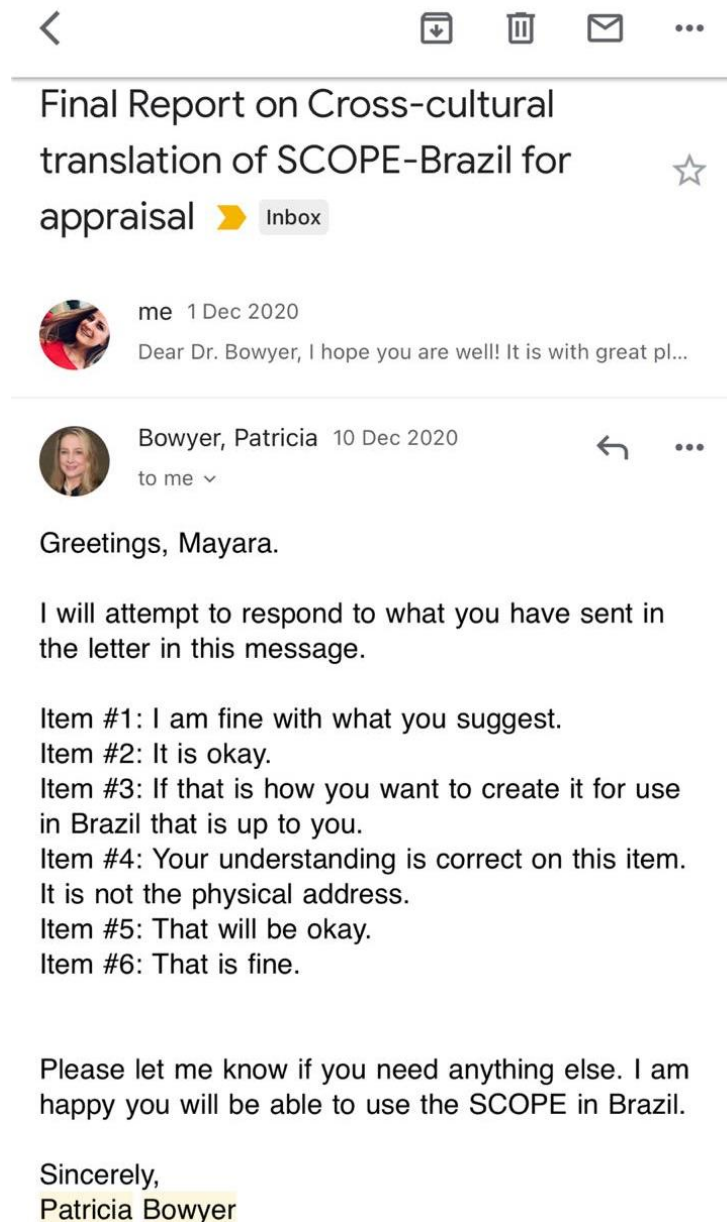 Final Report on Cross-cultural
translation of SCOPE-Brazil for
appraisal Inbox
me 1 Dec 2020
Dear Dr. Bowyer, I hope you are well! It is with great pl...
Bowyer, Patricia 10 Dec 2020
to me
Greetings, Mayara.
I will attempt to respond to what you have sent in
the letter in this message.
Item #1: I am fine with what you suggest.
Item #2: It is okay.
Item #3: If that is how you want to create it for use
in Brazil that is up to you.
Item #4: Your understanding is correct on this item.
It is not the physical address.
Item #5: That will be okay.
Item #6: That is fine.
Please let me know if you need anything else. I am
happy you will be able to use the SCOPE in Brazil.
Sincerely,
Patricia Bowyer